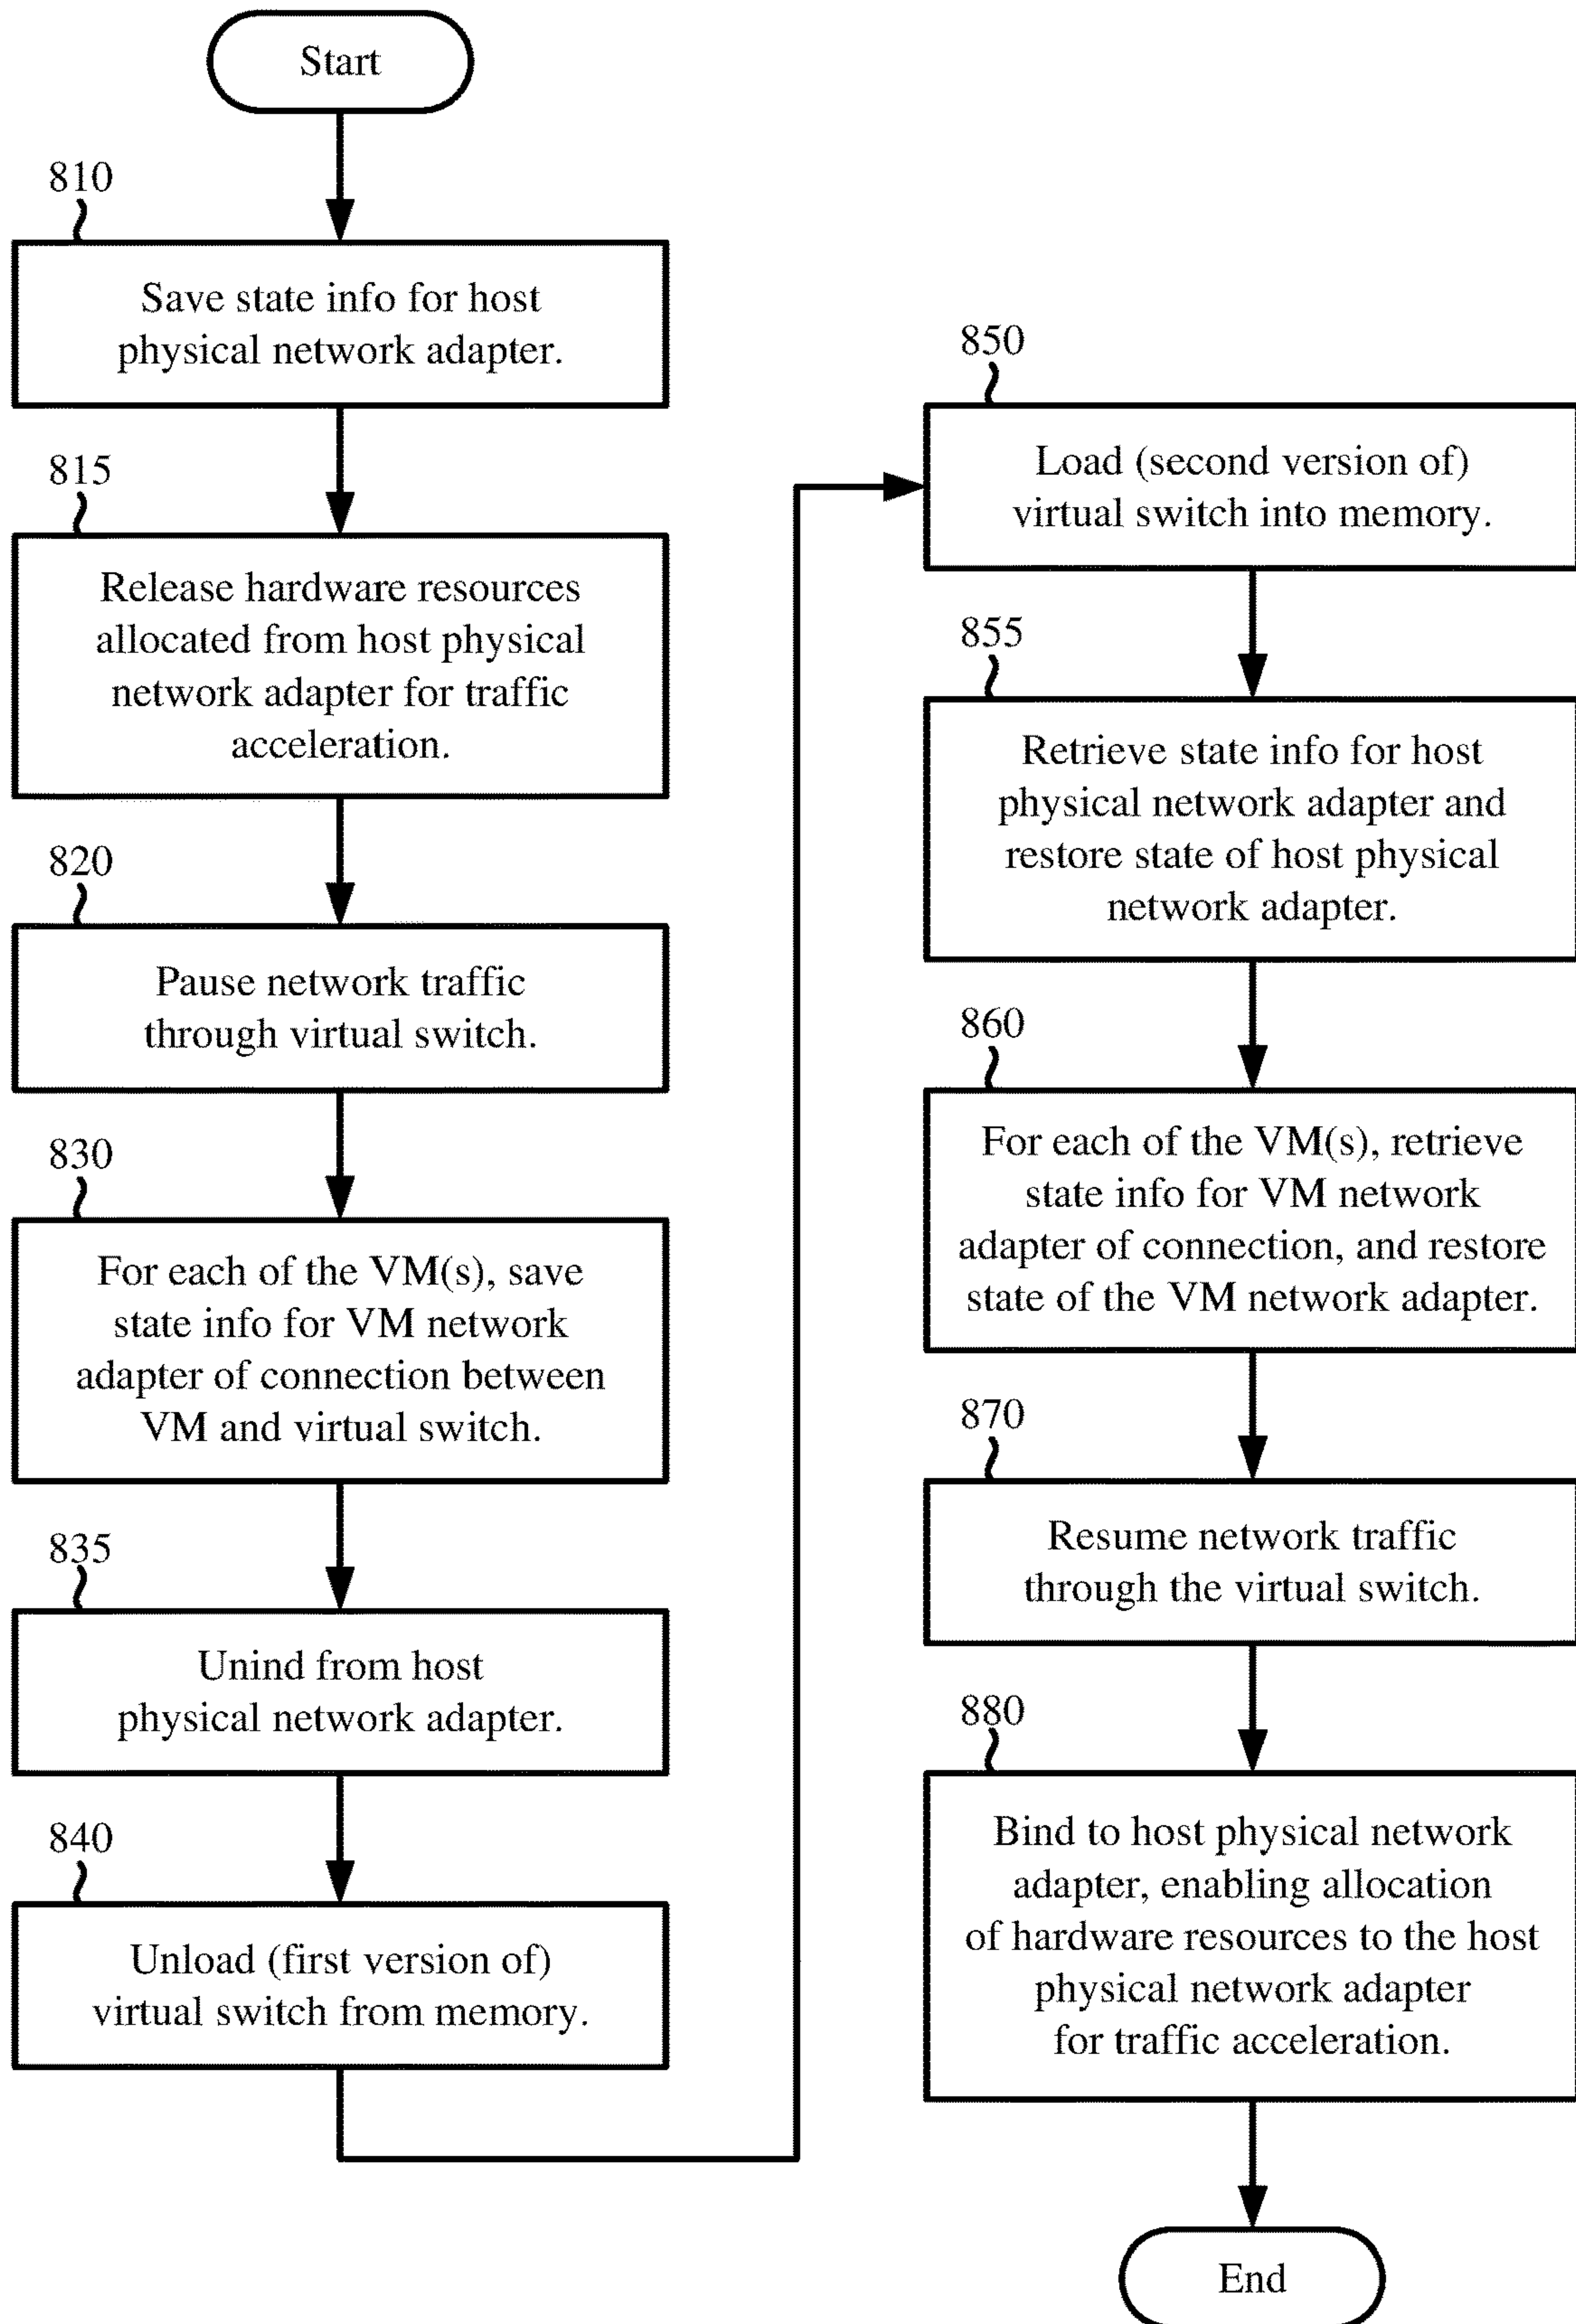 Start
810
Save state info for host
physical network adapter.
815
Release hardware resources
allocated from host physical
network adapter for traffic
acceleration.
820
Pause network traffic
through virtual switch.
830
For each of the VM(s), save
state info for VM network
adapter of connection between
VM and virtual switch.
835
Unind from host
physical network adapter.
840
Unload (first version of)
virtual switch from memory.
850
Load (second version of)
virtual switch into memory.
855
Retrieve state info for host
physical network adapter and
restore state of host physical
network adapter.
860
For each of the VM(s), retrieve
state info for VM network
adapter of connection, and restore
state of the VM network adapter.
870
Resume network traffic
through the virtual switch.
880
Bind to host physical network
adapter, enabling allocation
of hardware resources to the host
physical network adapter
for traffic acceleration.
End